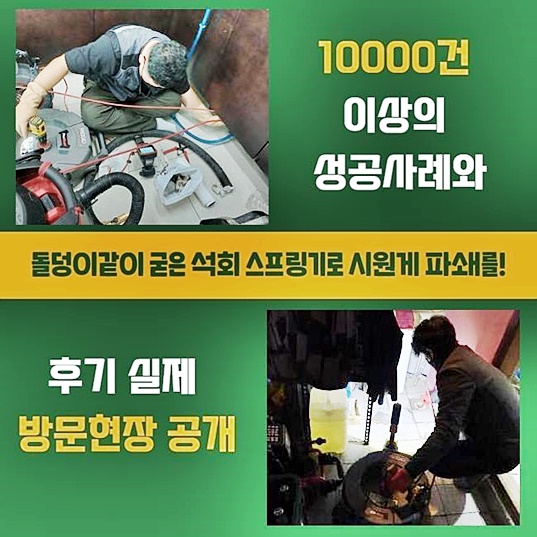 10000건
이상의
성공사례와
돌덩이같이 굳은 석회 스프링기로 시원게 파쇄를!
후기 실제
방문현장 공개